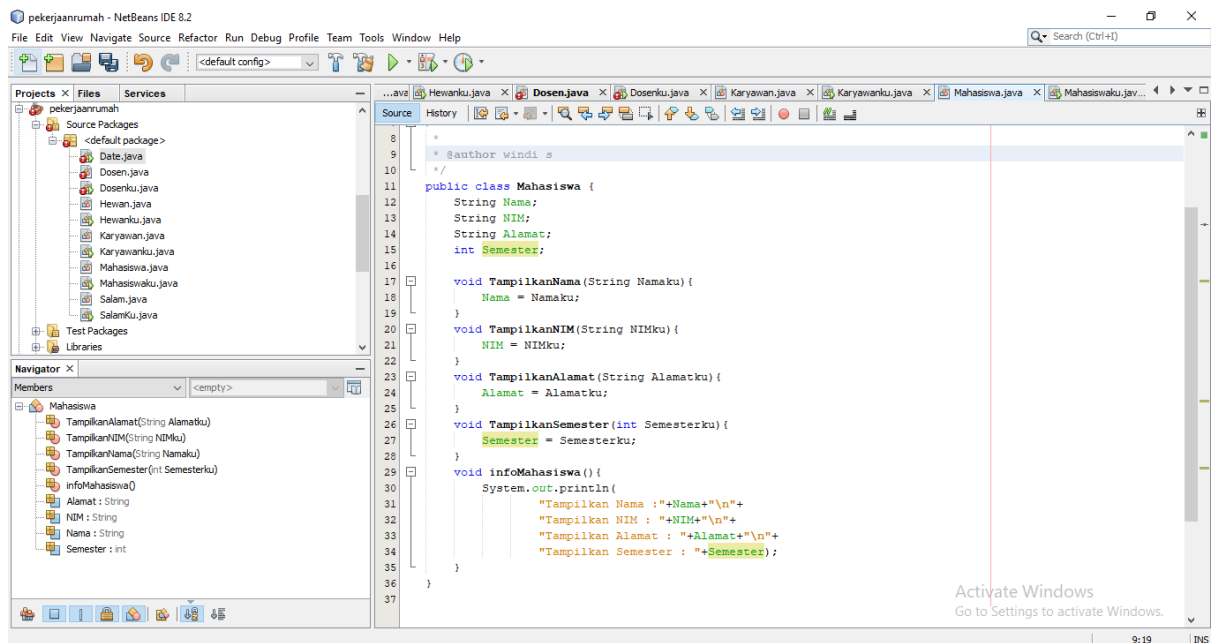 pekerjaanrumah - NetBeans IDE 8.2
File Edit View Navigate Source Refactor Run Debug Profile Team Tools Window Help
Search (Ctrl+I)
<default config>
Projects Files Services
...ava Hewanku.java Dosen.java Dosenku.java Karyawan.java Karyawanku.java Mahasiswa.java Mahasiswaku.jav...
Source History
pekerjaanrumah
Source Packages
<default package>
Date.java
Dosen.java
Dosenku.java
Hewan.java
Hewanku.java
Karyawan.java
Karyawanku.java
Mahasiswa.java
Mahasiswaku.java
Salam.java
SalamKu.java
Test Packages
Libraries
Navigator
Members <empty>
Mahasiswa
TampilkanAlamat(String Alamatku)
TampilkanNIM(String NIMku)
TampilkanNama(String Namaku)
TampilkanSemester(int Semesterku)
infoMahasiswa()
Alamat : String
NIM : String
Nama : String
Semester : int
8 *
9 * @author windi s
10 */
11 public class Mahasiswa {
12 String Nama;
13 String NIM;
14 String Alamat;
15 int Semester;
16
17 void TampilkanNama(String Namaku){
18 Nama = Namaku;
19 }
20 void TampilkanNIM(String NIMku){
21 NIM = NIMku;
22 }
23 void TampilkanAlamat(String Alamatku){
24 Alamat = Alamatku;
25 }
26 void TampilkanSemester(int Semesterku){
27 Semester = Semesterku;
28 }
29 void infoMahasiswa(){
30 System.out.println(
31 "Tampilkan Nama :"+Nama+"\n"+
32 "Tampilkan NIM : "+NIM+"\n"+
33 "Tampilkan Alamat : "+Alamat+"\n"+
34 "Tampilkan Semester : "+Semester);
35 }
36 }
37
Activate Windows
Go to Settings to activate Windows.
9:19 INS